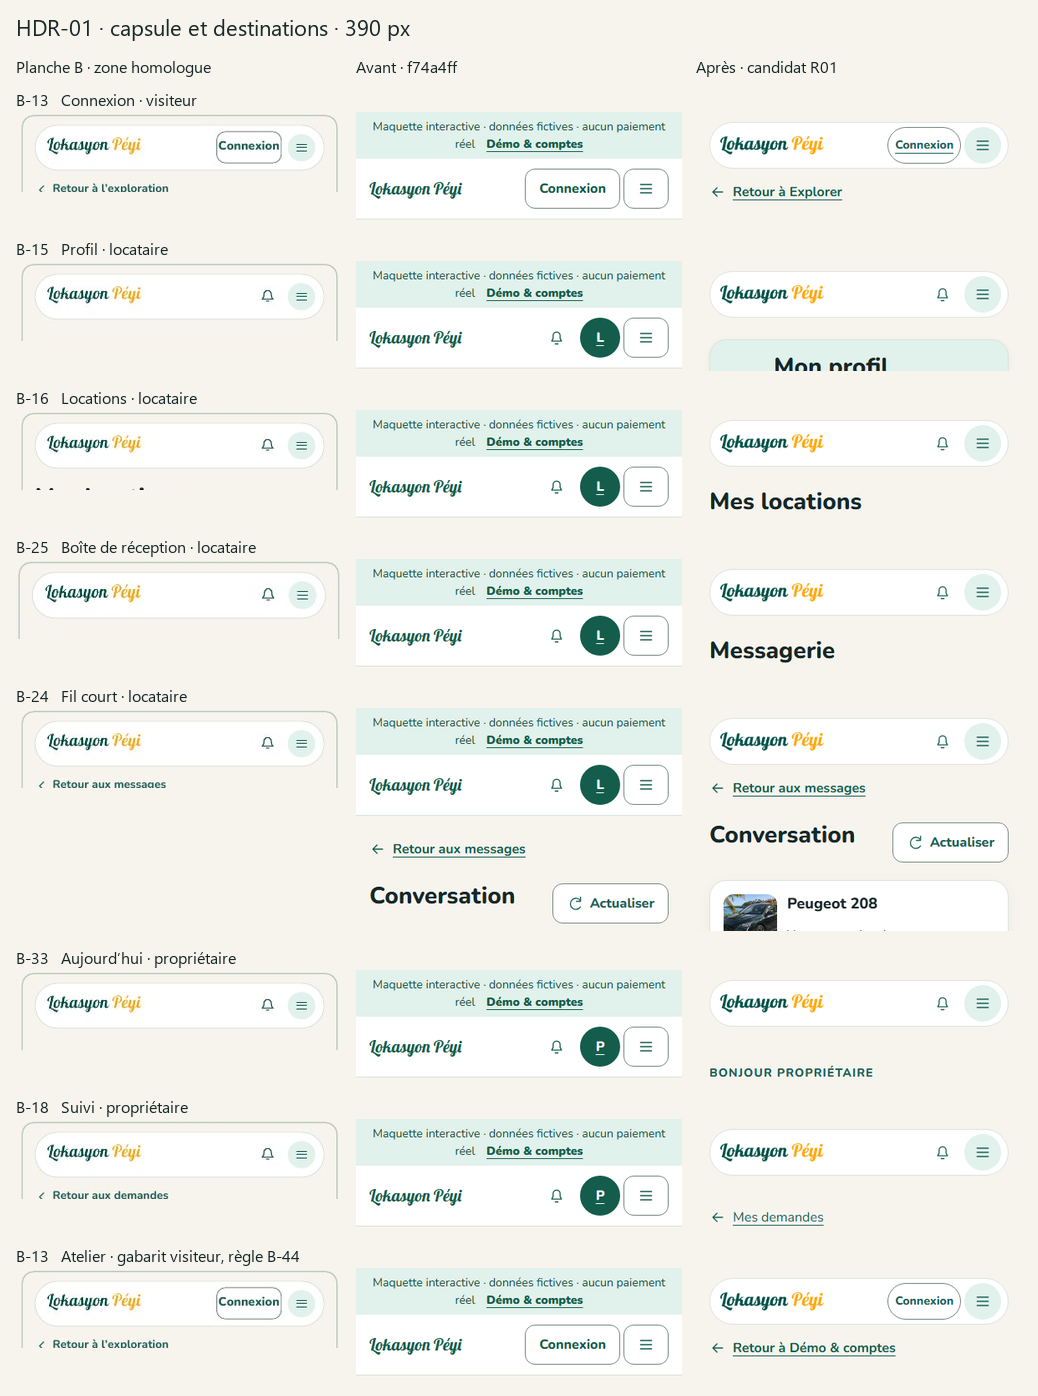 HDR-01 · capsule et destinations · 390 px
Planche B · zone homologue
Avant · f74a4ff
Après · candidat R01
B-13 Connexion · visiteur
Lokasyon Péyi
Connexion
Retour à l'exploration
Maquette interactive · données fictives · aucun paiement
réel Démo & comptes
Lokasyon Péyi
Connexion
Lokasyon Péyi
Connexion
Retour à Explorer
B-15 Profil · locataire
Lokasyon Péyi
Maquette interactive · données fictives · aucun paiement
réel Démo & comptes
Lokasyon Péyi
L
Lokasyon Péyi
Mon profil
B-16 Locations · locataire
Lokasyon Péyi
Maquette interactive · données fictives · aucun paiement
réel Démo & comptes
Lokasyon Péyi
L
Lokasyon Péyi
Mes locations
B-25 Boîte de réception · locataire
Lokasyon Péyi
Maquette interactive · données fictives · aucun paiement
réel Démo & comptes
Lokasyon Péyi
L
Lokasyon Péyi
Messagerie
B-24 Fil court · locataire
Lokasyon Péyi
Retour aux messages
Maquette interactive · données fictives · aucun paiement
réel Démo & comptes
Lokasyon Péyi
L
Retour aux messages
Conversation
Actualiser
Lokasyon Péyi
Retour aux messages
Conversation
Actualiser
Peugeot 208
B-33 Aujourd'hui · propriétaire
Lokasyon Péyi
Maquette interactive · données fictives · aucun paiement
réel Démo & comptes
Lokasyon Péyi
P
Lokasyon Péyi
BONJOUR PROPRIÉTAIRE
B-18 Suivi · propriétaire
Lokasyon Péyi
Retour aux demandes
Maquette interactive · données fictives · aucun paiement
réel Démo & comptes
Lokasyon Péyi
P
Lokasyon Péyi
Mes demandes
B-13 Atelier · gabarit visiteur, règle B-44
Lokasyon Péyi
Connexion
Retour à l'exploration
Maquette interactive · données fictives · aucun paiement
réel Démo & comptes
Lokasyon Péyi
Connexion
Lokasyon Péyi
Connexion
Retour à Démo & comptes